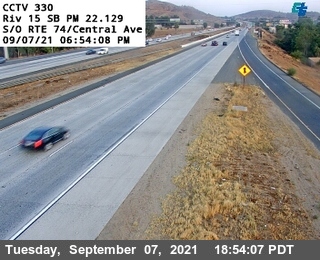 CCTV 330
Riv 15 SB PM 22.129
S/O RTE 74/Central Ave
09/07/21 06:54:08 PM
Tuesday, September 07, 2021 18:54:07 PDT